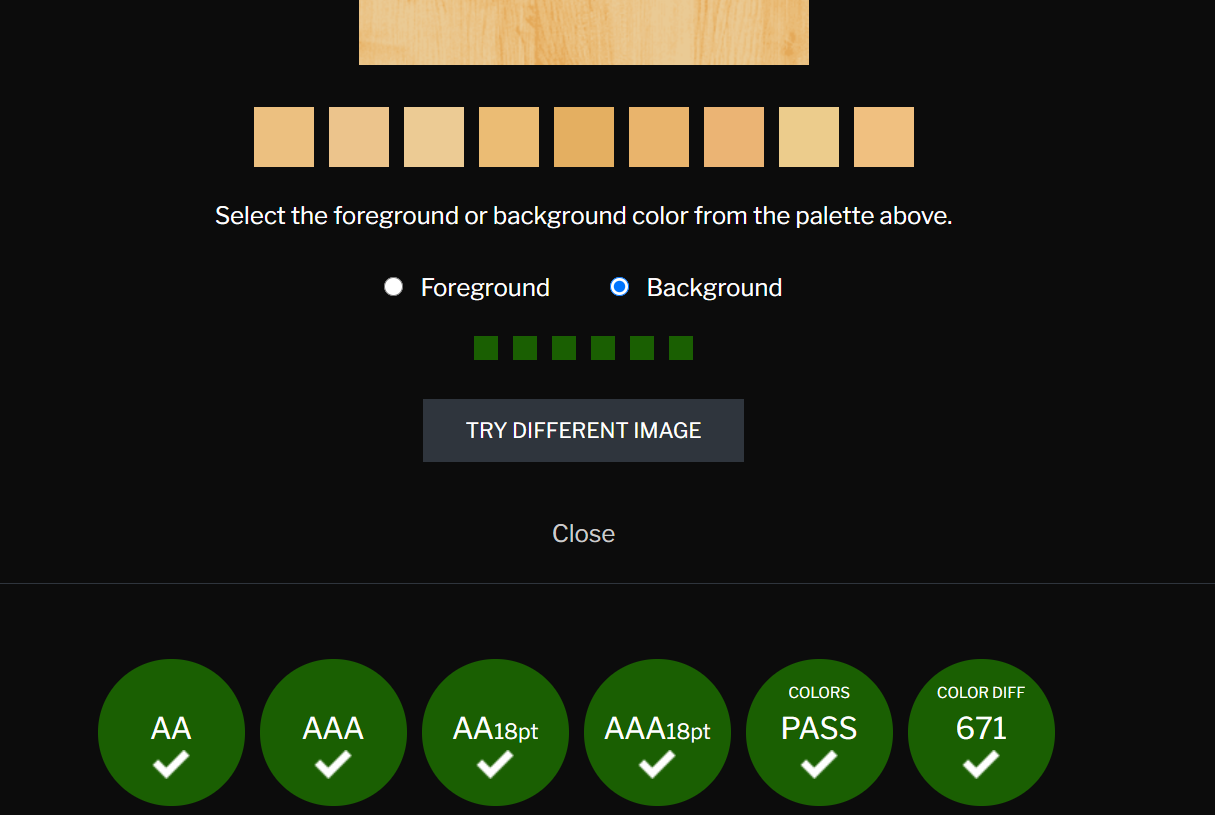 Select the foreground or background color from the palette above.
Foreground Background
TRY DIFFERENT IMAGE
Close
COLORS COLOR DIFF
AA AAA AA18pt AAA18pt PASS 671